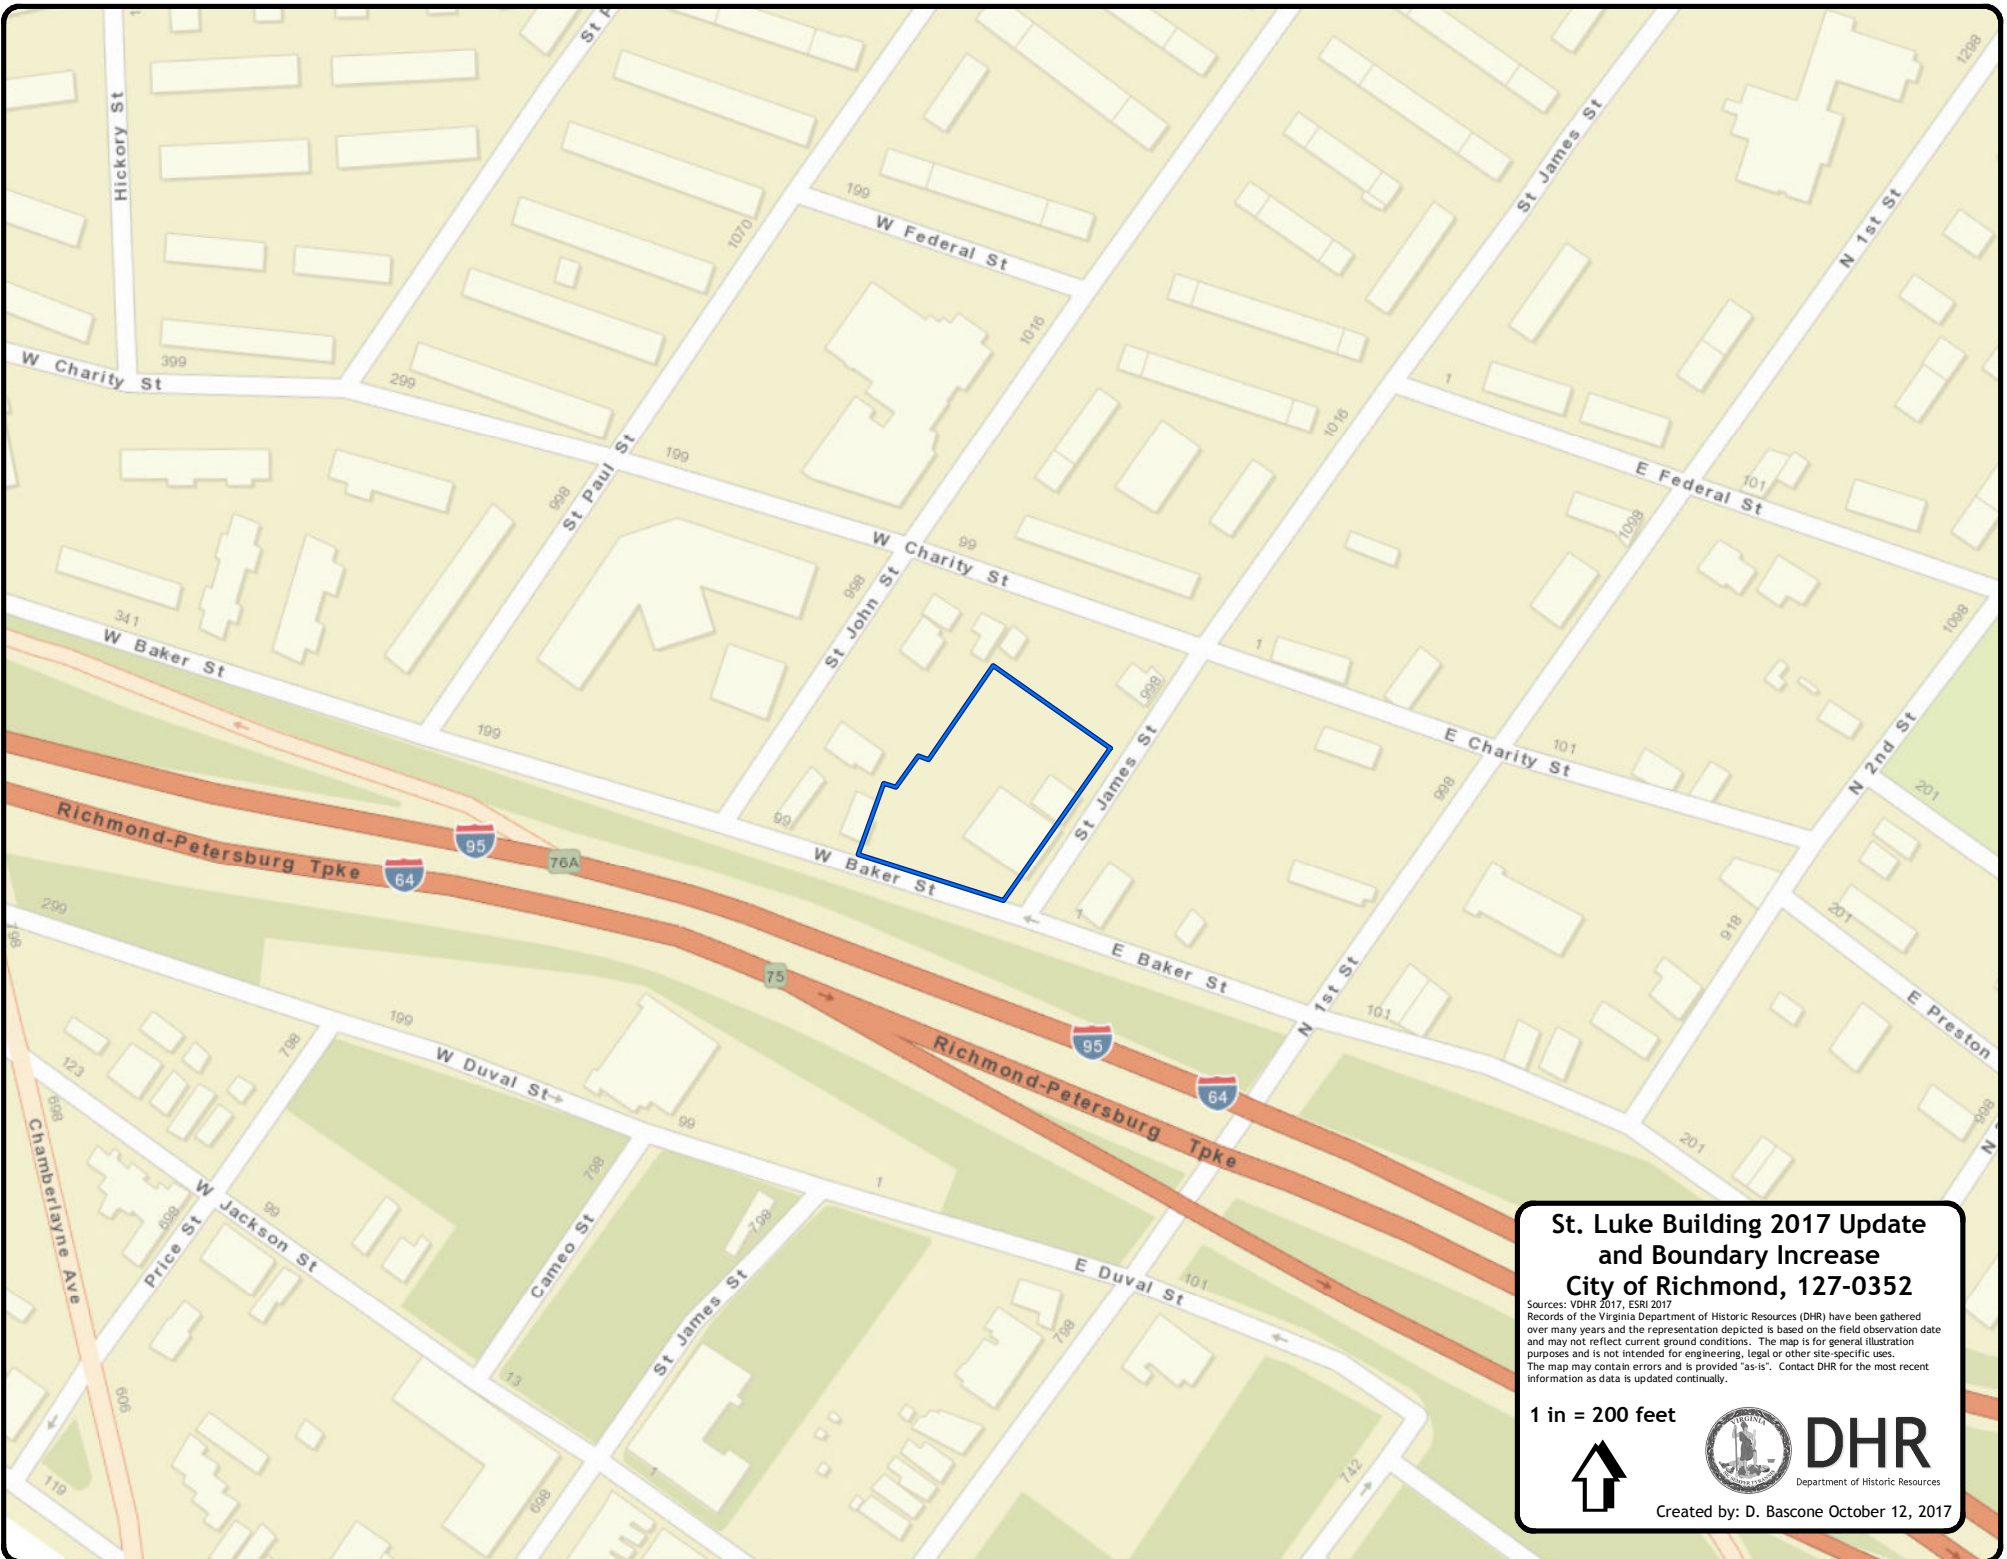 Hickory St
St P
1298
St James St
N 1st St
199
W Federal St
1070
1016
W Charity St
399
299
1
1016
St Paul St
199
998
E Federal St
101
1098
W Charity St
99
998
St John St
1098
341
W Baker St
1
998
199
E Charity St
101
St James St
998
N 2nd St
201
99
W Baker St
Richmond-Petersburg Tpke
95
64
76A
299
798
1
E Baker St
201
918
75
N 1st St
101
E Preston
199
W Duval St
798
123
95
Richmond-Petersburg Tpke
64
698
99
201
998
N
Chamberlayne Ave
798
1
W Jackson St
99
698
Price St
Cameo St
798
St James St
E Duval St
101
798
606
13
1
119
698
742
St. Luke Building 2017 Update
and Boundary Increase
City of Richmond, 127-0352
Sources: VDHR 2017, ESRI 2017
Records of the Virginia Department of Historic Resources (DHR) have been gathered
over many years and the representation depicted is based on the field observation date
and may not reflect current ground conditions. The map is for general illustration
purposes and is not intended for engineering, legal or other site-specific uses.
The map may contain errors and is provided "as-is". Contact DHR for the most recent
information as data is updated continually.
1 in = 200 feet
VIRGINIA
DHR
Department of Historic Resources
Created by: D. Bascone October 12, 2017